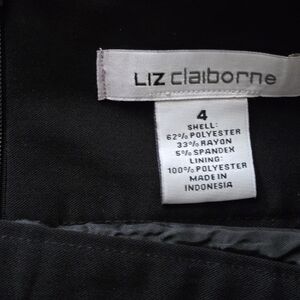 Liz claiborne
4
SHELL:
62% POLYESTER
33% RAYON
5% SPANDEX
LINING:
100% POLYESTER
MADE IN
INDONESIA